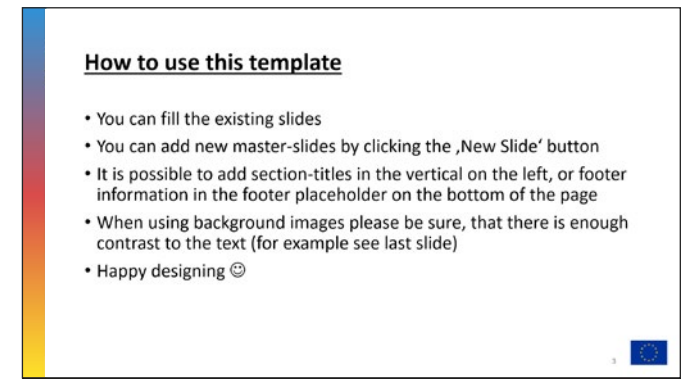 How to use this template
• You can fill the existing slides
• You can add new master-slides by clicking the ‚New Slide‘ button
• It is possible to add section-titles in the vertical on the left, or footer
information in the footer placeholder on the bottom of the page
• When using background images please be sure, that there is enough
contrast to the text (for example see last slide)
• Happy designing ☺
3